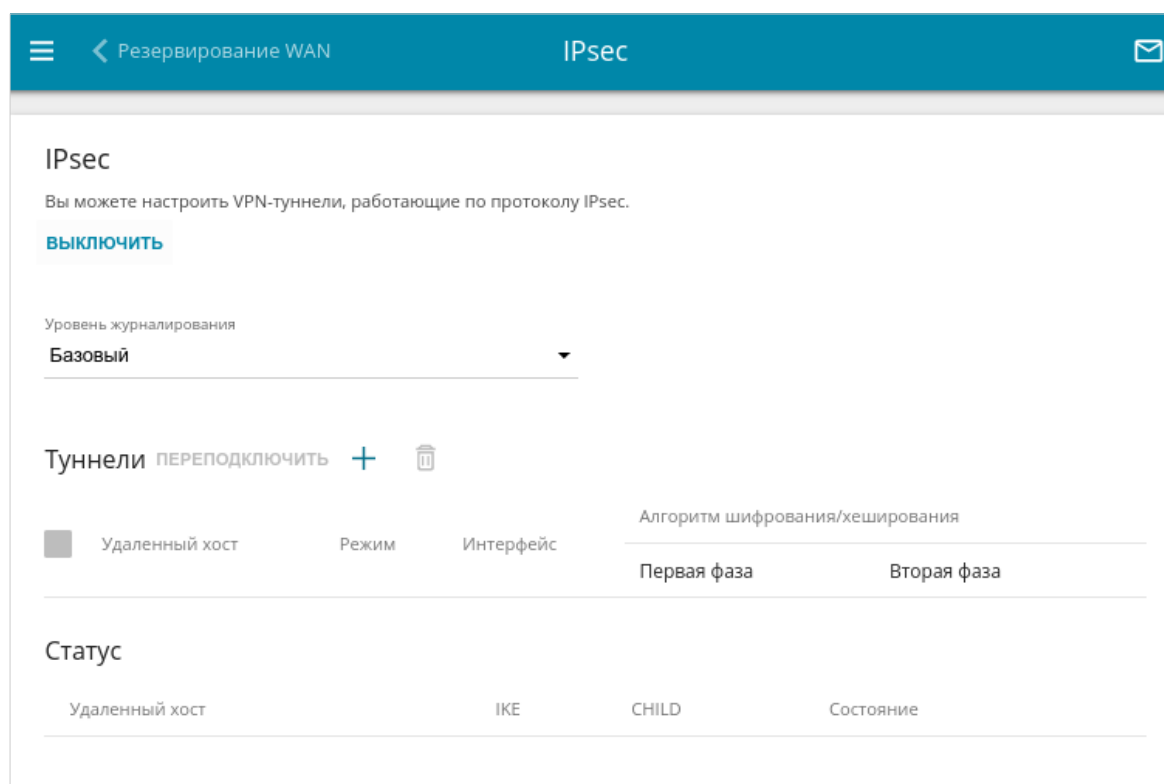 Резервирование WAN IPsec
IPsec
Вы можете настроить VPN-туннели, работающие по протоколу IPsec.
ВЫКЛЮЧИТЬ
Уровень журналирования
Базовый
Туннели ПЕРЕПОДКЛЮЧИТЬ
Алгоритм шифрования/хеширования
Удаленный хост Режим Интерфейс
Первая фаза Вторая фаза
Статус
Удаленный хост IKE CHILD Состояние